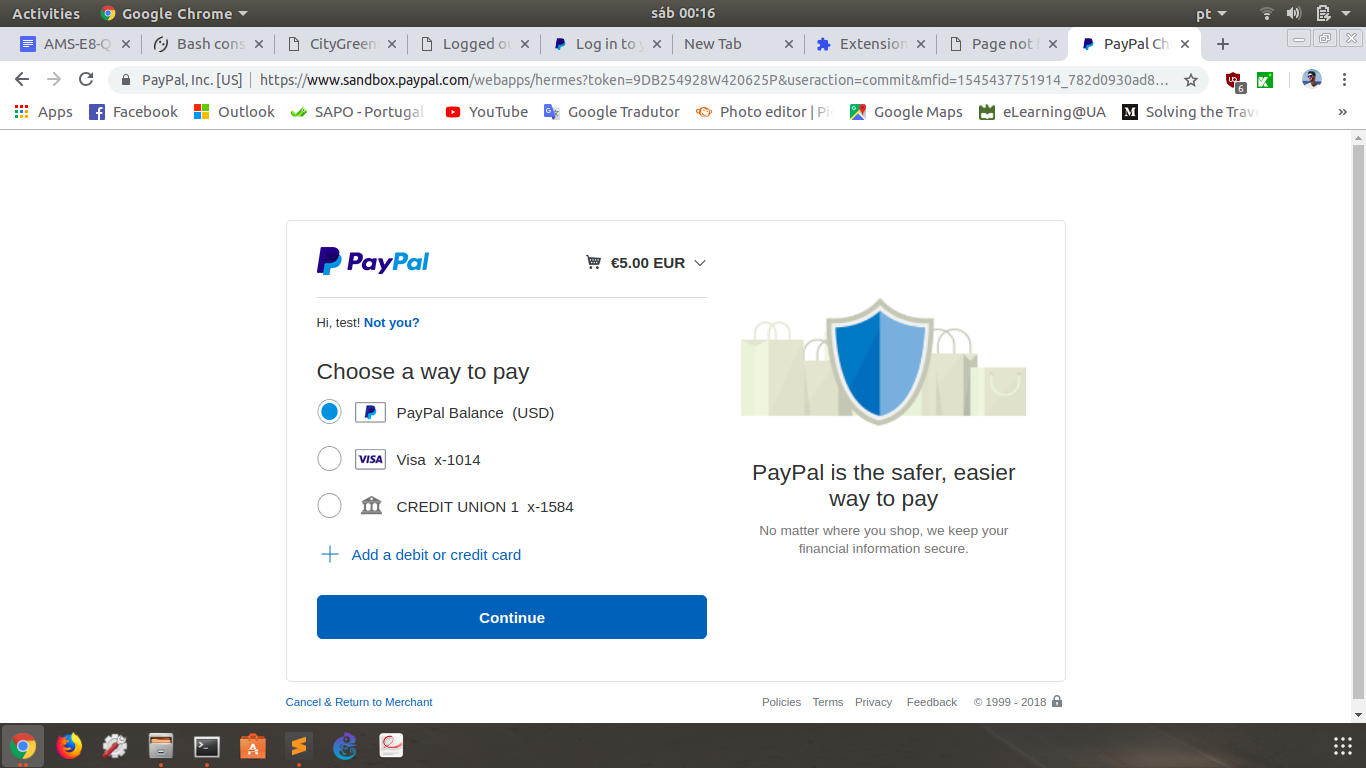 Activities Google Chrome sáb 00:16 pt
AMS-E8-Q Bash cons CityGreen Logged ou Log in to y New Tab Extension Page not PayPal Ch
PayPal, Inc. [US] https://www.sandbox.paypal.com/webapps/hermes?token=9DB254928W420625P&useraction=commit&mfid=1545437751914_782d0930ad8... 6
Apps Facebook Outlook SAPO - Portugal YouTube Google Tradutor Photo editor | Pi Google Maps eLearning@UA M Solving the Trav »
PayPal €5.00 EUR
Hi, test! Not you?
Choose a way to pay
PayPal Balance (USD)
VISA Visa x-1014
CREDIT UNION 1 x-1584
Add a debit or credit card
Continue
PayPal is the safer, easier
way to pay
No matter where you shop, we keep your
financial information secure.
Cancel & Return to Merchant Policies Terms Privacy Feedback © 1999 - 2018